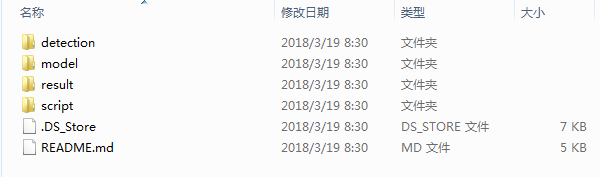 名称 修改日期 类型 大小
detection 2018/3/19 8:30 文件夹
model 2018/3/19 8:30 文件夹
result 2018/3/19 8:30 文件夹
script 2018/3/19 8:30 文件夹
.DS_Store 2018/3/19 8:30 DS_STORE 文件 7 KB
README.md 2018/3/19 8:30 MD 文件 5 KB